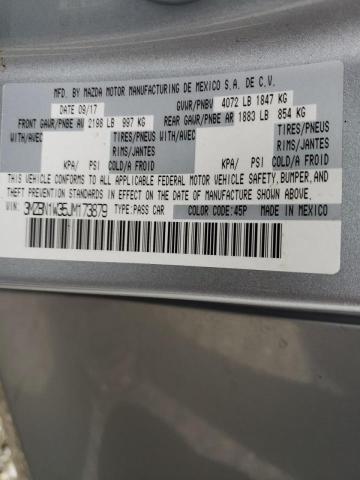 MFD. BY MAZDA MOTOR MANUFACTURING DE MEXICO S.A. DE C.V.
DATE 09/17 GVWR/PNBV 4072 LB 1847 KG
FRONT GAWR/PNBE AV 2198 LB 997 KG REAR GAWR/PNBE AR 1883 LB 854 KG
WITH/AVEC TIRES/PNEUS WITH/AVEC TIRES/PNEUS
RIMS/JANTES RIMS/JANTES
KPA/ PSI COLD/A FROID KPA/ PSI COLD/A FROID
THIS VEHICLE CONFORMS TO ALL APPLICABLE FEDERAL MOTOR VEHICLE SAFETY, BUMPER, AND
THEFT PREVENTION STANDARDS IN EFFECT ON THE DATE OF MANUFACTURE SHOWN ABOVE.
VIN: 3MZBN1W35JM173879 TYPE:PASS CAR COLOR CODE:45P MADE IN MEXICO